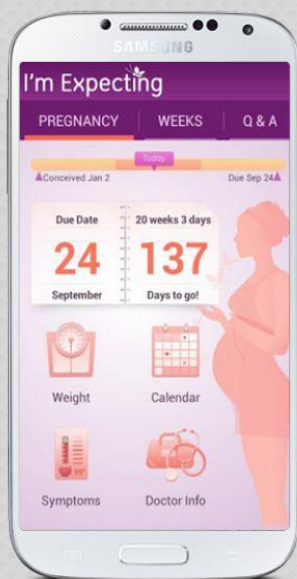 SAMSUNG
I'm Expecting
PREGNANCY WEEKS Q & A
Today
Conceived Jan 2 Due Sep 24
Due Date 20 weeks 3 days
24 137
September Days to go!
Weight Calendar
Symptoms Doctor Info